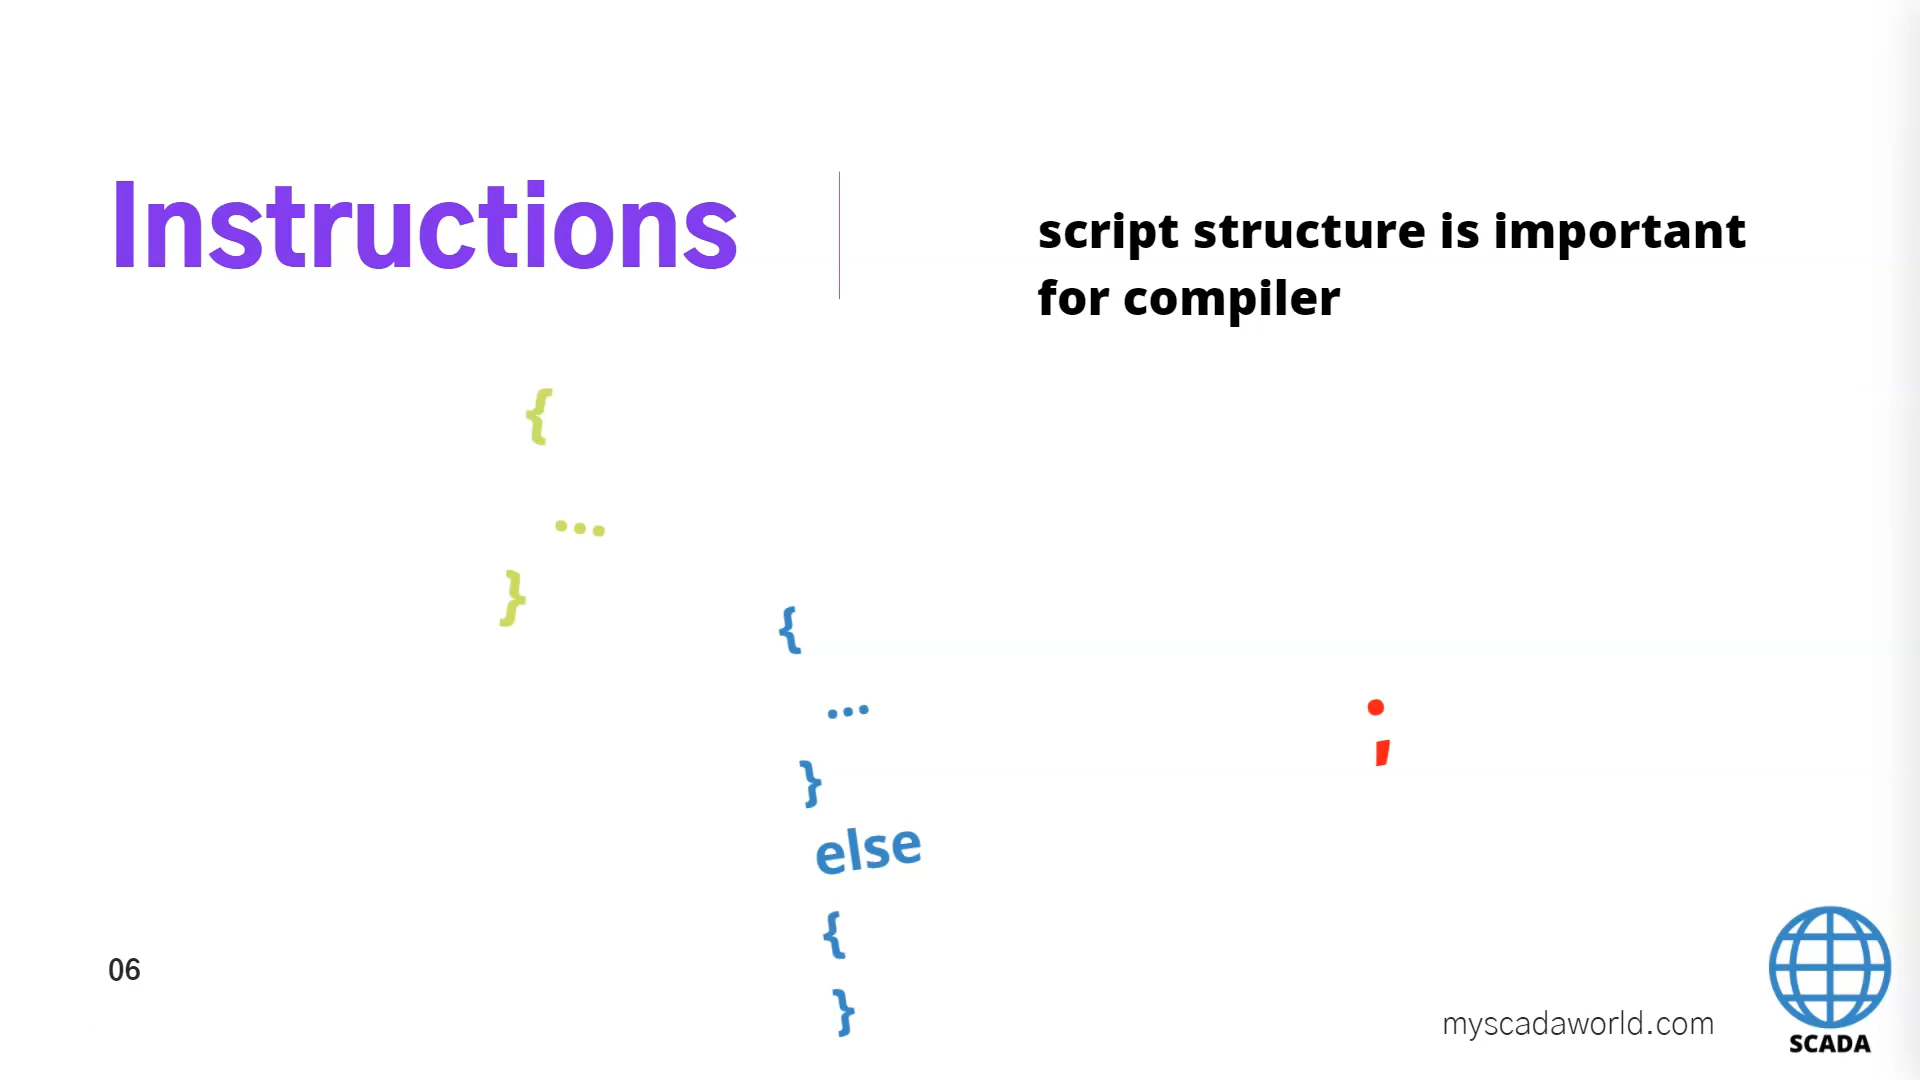 Instructions
script structure is important
for compiler
{
...
}
{
...
}
else
{
}
;
06
myscadaworld.com
SCADA